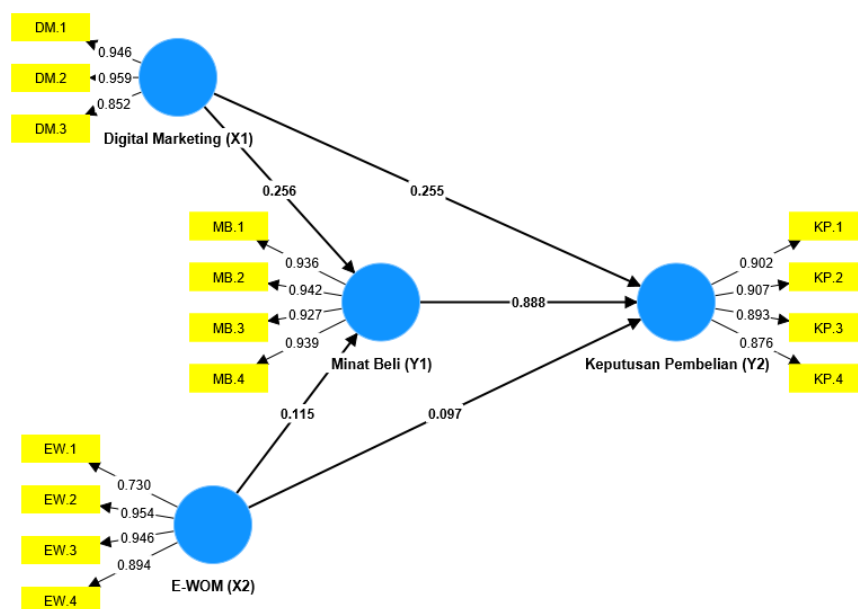 DM.1
0.946
DM.2
0.959
0.852
DM.3
Digital Marketing (X1)
0.256
0.255
MB.1
0.936
MB.2
0.942
0.927
MB.3
0.939
MB.4
Minat Beli (Y1)
0.888
KP.1
0.902
KP.2
0.907
0.893
KP.3
0.876
KP.4
Keputusan Pembelian (Y2)
0.115
0.097
EW.1
0.730
EW.2
0.954
0.946
EW.3
0.894
EW.4
E-WOM (X2)